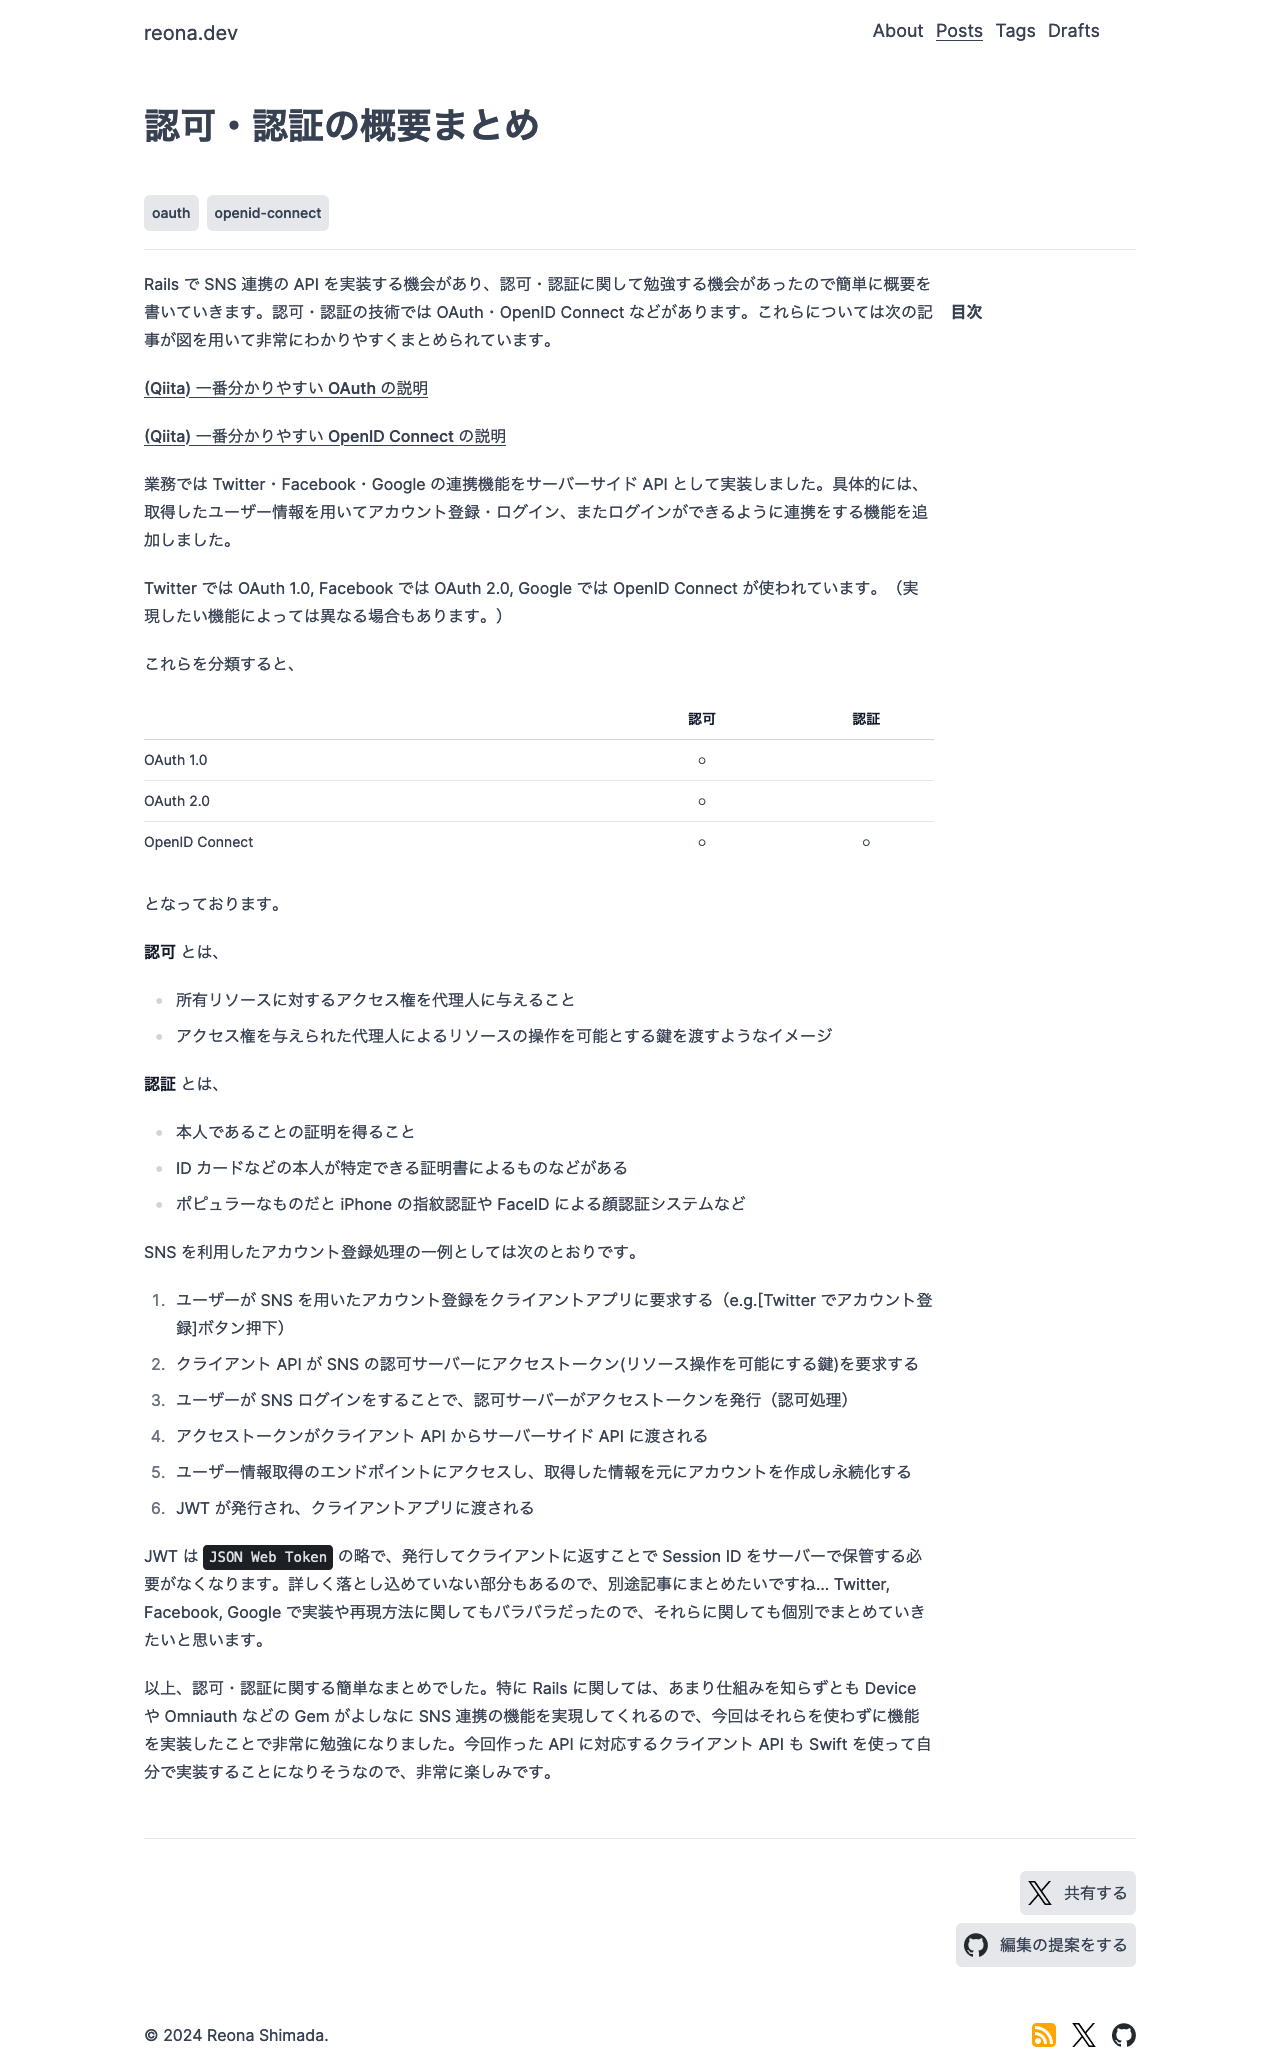 reona.dev
About Posts Tags Drafts
認可・認証の概要まとめ
oauth openid-connect
Rails で SNS 連携の API を実装する機会があり、認可・認証に関して勉強する機会があったので簡単に概要を
書いていきます。認可・認証の技術では OAuth・OpenID Connect などがあります。これらについては次の記
事が図を用いて非常にわかりやすくまとめられています。
目次
(Qiita) 一番分かりやすい OAuth の説明
(Qiita) 一番分かりやすい OpenID Connect の説明
業務では Twitter・Facebook・Google の連携機能をサーバーサイド API として実装しました。具体的には、
取得したユーザー情報を用いてアカウント登録・ログイン、またログインができるように連携をする機能を追
加しました。
Twitter では OAuth 1.0, Facebook では OAuth 2.0, Google では OpenID Connect が使われています。（実
現したい機能によっては異なる場合もあります。）
これらを分類すると、
認可 認証
OAuth 1.0 ○
OAuth 2.0 ○
OpenID Connect ○ ○
となっております。
認可 とは、
• 所有リソースに対するアクセス権を代理人に与えること
• アクセス権を与えられた代理人によるリソースの操作を可能とする鍵を渡すようなイメージ
認証 とは、
• 本人であることの証明を得ること
• ID カードなどの本人が特定できる証明書によるものなどがある
• ポピュラーなものだと iPhone の指紋認証や FaceID による顔認証システムなど
SNS を利用したアカウント登録処理の一例としては次のとおりです。
1. ユーザーが SNS を用いたアカウント登録をクライアントアプリに要求する（e.g.[Twitter でアカウント登
録]ボタン押下）
2. クライアント API が SNS の認可サーバーにアクセストークン(リソース操作を可能にする鍵)を要求する
3. ユーザーが SNS ログインをすることで、認可サーバーがアクセストークンを発行（認可処理）
4. アクセストークンがクライアント API からサーバーサイド API に渡される
5. ユーザー情報取得のエンドポイントにアクセスし、取得した情報を元にアカウントを作成し永続化する
6. JWT が発行され、クライアントアプリに渡される
JWT は JSON Web Token の略で、発行してクライアントに返すことで Session ID をサーバーで保管する必
要がなくなります。詳しく落とし込めていない部分もあるので、別途記事にまとめたいですね... Twitter,
Facebook, Google で実装や再現方法に関してもバラバラだったので、それらに関しても個別でまとめていき
たいと思います。
以上、認可・認証に関する簡単なまとめでした。特に Rails に関しては、あまり仕組みを知らずとも Device
や Omniauth などの Gem がよしなに SNS 連携の機能を実現してくれるので、今回はそれらを使わずに機能
を実装したことで非常に勉強になりました。今回作った API に対応するクライアント API も Swift を使って自
分で実装することになりそうなので、非常に楽しみです。
共有する
編集の提案をする
© 2024 Reona Shimada.